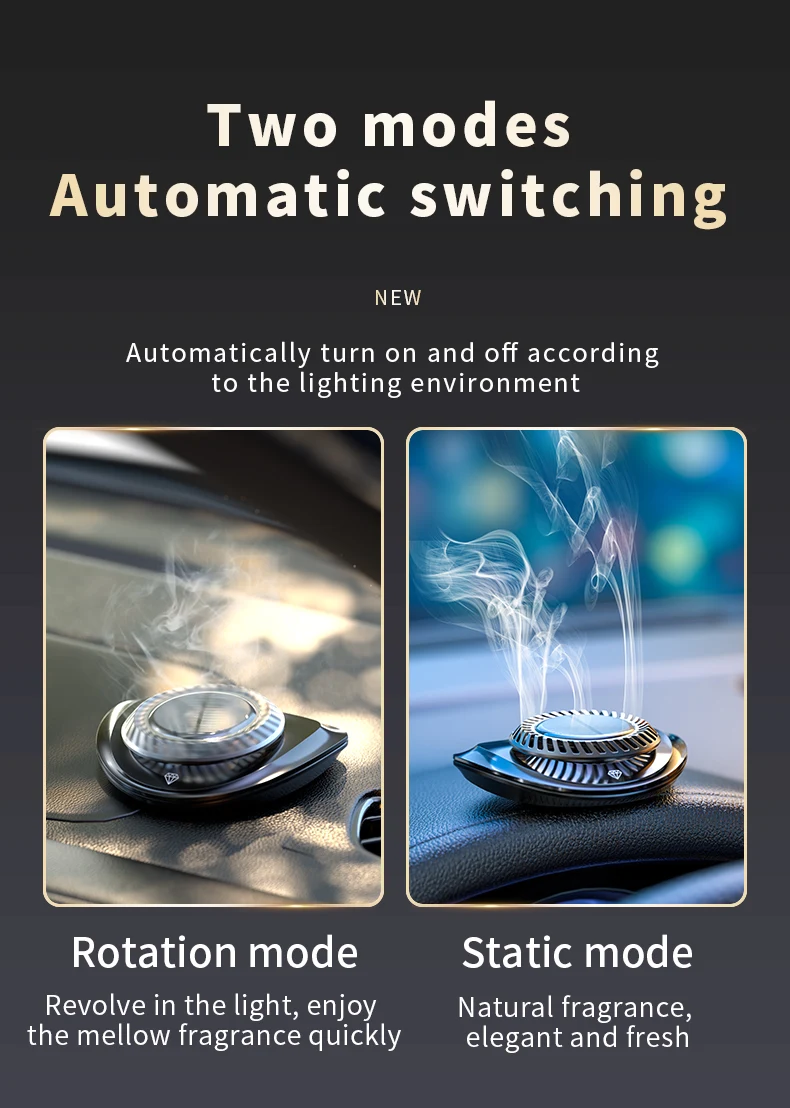 Two modes
Automatic switching
NEW
Automatically turn on and off according
to the lighting environment
Rotation mode
Static mode
Revolve in the light, enjoy
the mellow fragrance quickly
Natural fragrance,
elegant and fresh